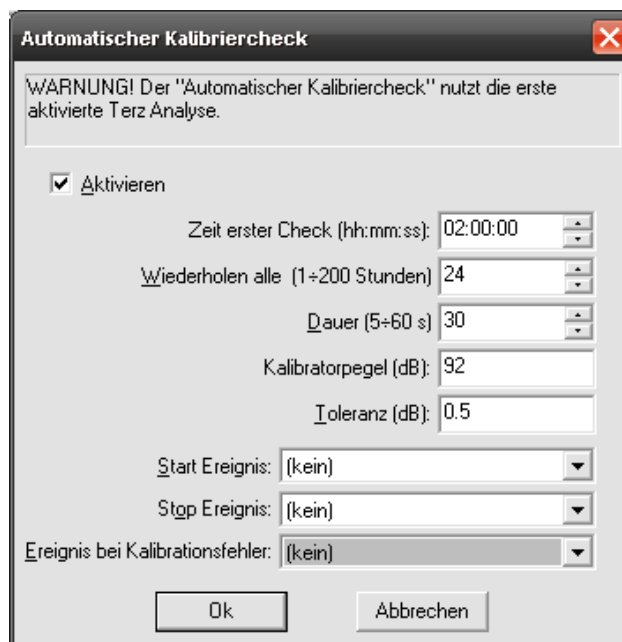 Automatischer Kalibriercheck
WARNUNG! Der "Automatischer Kalibriercheck" nutzt die erste
aktivierte Terz Analyse.
Aktivieren
Zeit erster Check (hh:mm:ss): 02:00:00
Wiederholen alle (1÷200 Stunden) 24
Dauer (5÷60 s) 30
Kalibratorpegel (dB): 92
Toleranz (dB): 0.5
Start Ereignis: (kein)
Stop Ereignis: (kein)
Ereignis bei Kalibrationsfehler: (kein)
Ok Abbrechen